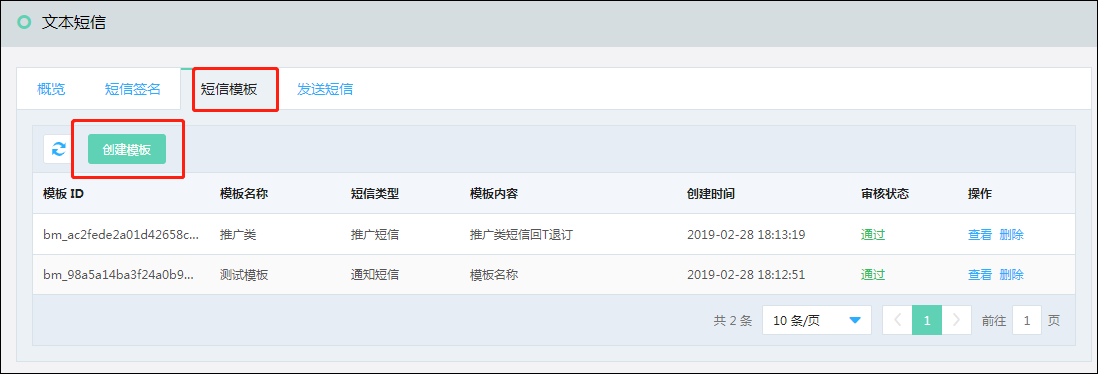 文本短信
概览 短信签名 短信模板 发送短信
创建模板
模板 ID 模板名称 短信类型 模板内容 创建时间 审核状态 操作
bm_ac2fede2a01d42658c... 推广类 推广短信 推广类短信回T退订 2019-02-28 18:13:19 通过 查看 删除
bm_98a5a14ba3f24a0b9... 测试模板 通知短信 模板名称 2019-02-28 18:12:51 通过 查看 删除
共 2 条 10 条/页 1 前往 1 页